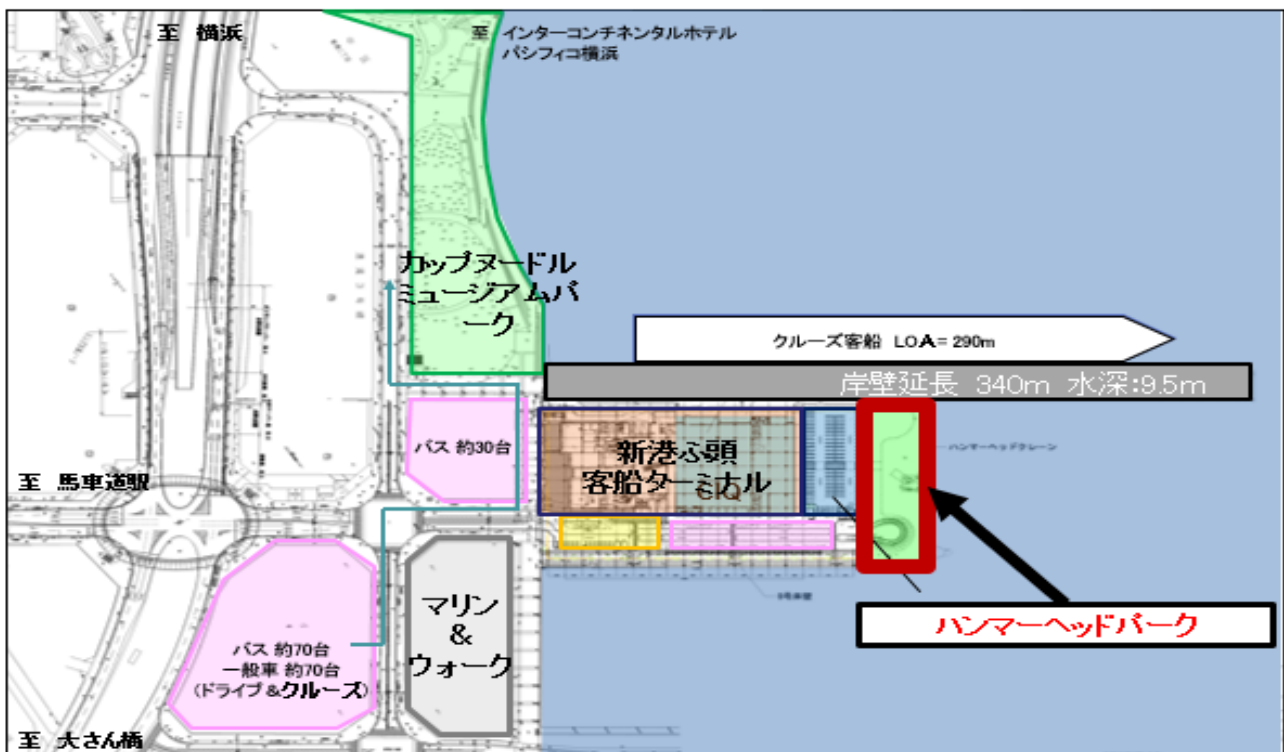 至 横浜
至 インターコンチネンタルホテル
パシフィコ横浜
カップヌードル
ミュージアムパ
ーク
クルーズ客船 LOA=290m
岸壁延長 340m 水深:9.5m
バス 約30台
新港ふ頭
客船ターミナル
CIQ
ハンマーヘッドクレーン
至 馬車道駅
マリン
&
ウォーク
ハンマーヘッドパーク
バス 約70台
一般車 約70台
(ドライブ&クルーズ)
至 大さん橋